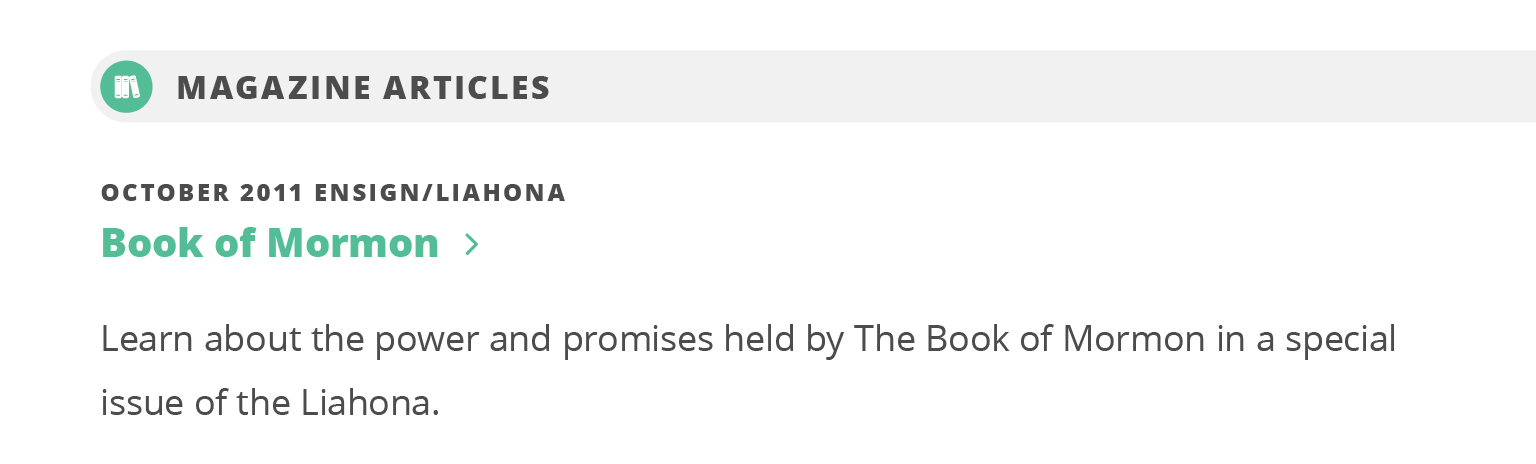 MAGAZINE ARTICLES
OCTOBER 2011 ENSIGN/LIAHONA
Book of Mormon
Learn about the power and promises held by The Book of Mormon in a special
issue of the Liahona.